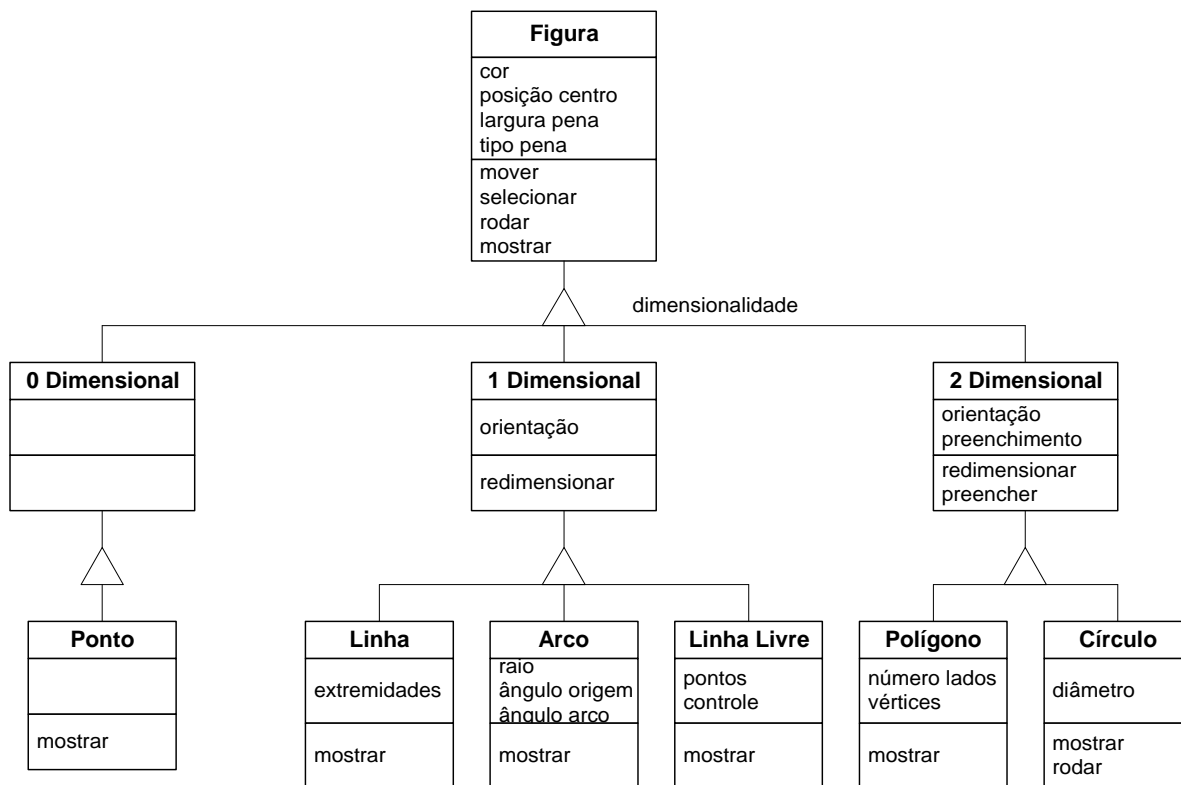 Figura
cor
posição centro
largura pena
tipo pena
mover
selecionar
rodar
mostrar
dimensionalidade
0 Dimensional
1 Dimensional
orientação
redimensionar
2 Dimensional
orientação
preenchimento
redimensionar
preencher
Ponto
mostrar
Linha
extremidades
mostrar
Arco
raio
ângulo origem
ângulo arco
mostrar
Linha Livre
pontos
controle
mostrar
Polígono
número lados
vértices
mostrar
Círculo
diâmetro
mostrar
rodar